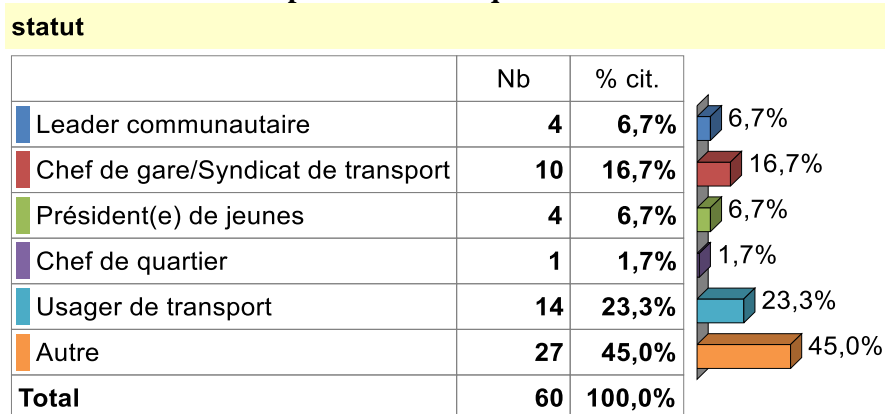 statut
Nb % cit.
Leader communautaire 4 6,7% 6,7%
Chef de gare/Syndicat de transport 10 16,7% 16,7%
Président(e) de jeunes 4 6,7% 6,7%
Chef de quartier 1 1,7% 1,7%
Usager de transport 14 23,3% 23,3%
Autre 27 45,0% 45,0%
Total 60 100,0%